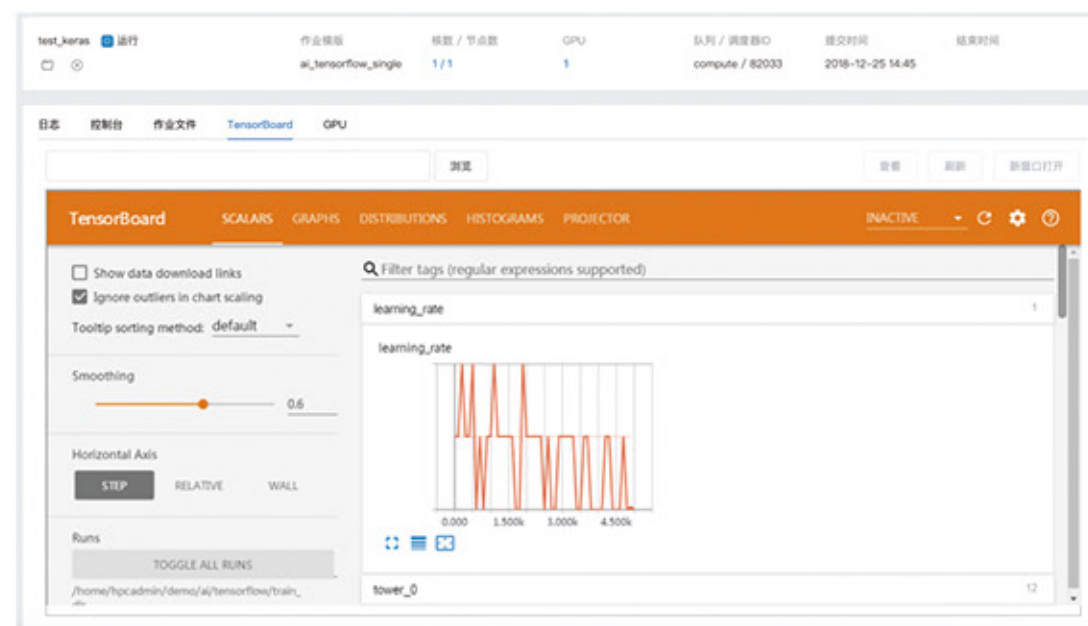 test_keras 运行
作业模版 核数 / 节点数 GPU 队列 / 调度器ID 提交时间 结束时间
ai_tensorflow_single 1 / 1 1 compute / 82033 2018-12-25 14:45
日志 控制台 作业文件 TensorBoard GPU
浏览 查看 刷新 新窗口打开
TensorBoard SCALARS GRAPHS DISTRIBUTIONS HISTOGRAMS PROJECTOR INACTIVE
Show data download links
Ignore outliers in chart scaling
Tooltip sorting method: default
Smoothing
0.6
Horizontal Axis
STEP RELATIVE WALL
Runs
TOGGLE ALL RUNS
/home/hpcadmin/demo/ai/tensorflow/train_
Filter tags (regular expressions supported)
learning_rate 1
learning_rate
0.000 1.500k 3.000k 4.500k
tower_0 12